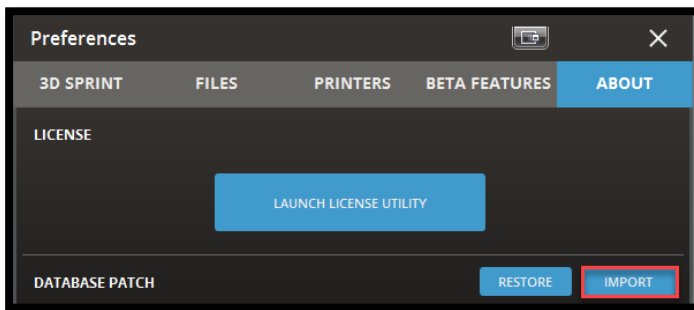 Preferences
3D SPRINT FILES PRINTERS BETA FEATURES ABOUT
LICENSE
LAUNCH LICENSE UTILITY
DATABASE PATCH RESTORE IMPORT